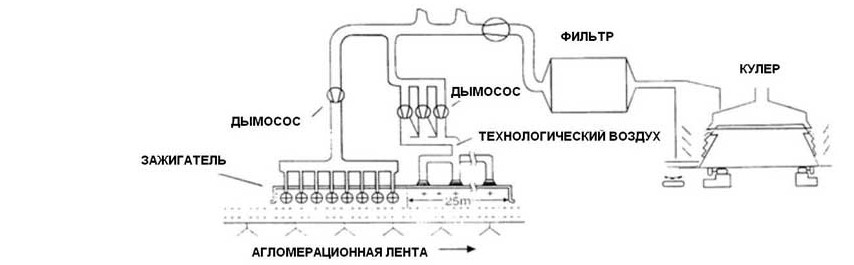 ФИЛЬТР
КУЛЕР
ДЫМОСОС
ДЫМОСОС
ТЕХНОЛОГИЧЕСКИЙ ВОЗДУХ
ЗАЖИГАТЕЛЬ
25m
АГЛОМЕРАЦИОННАЯ ЛЕНТА